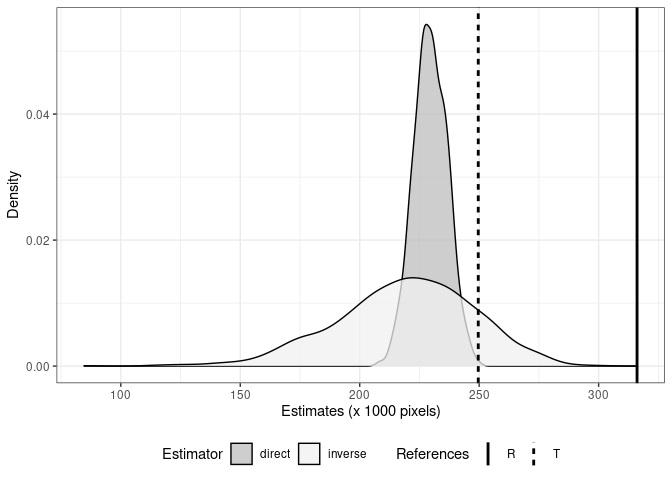 Density
0.04
0.02
0.00
100 150 200 250 300
Estimates (x 1000 pixels)
Estimator direct inverse References R T